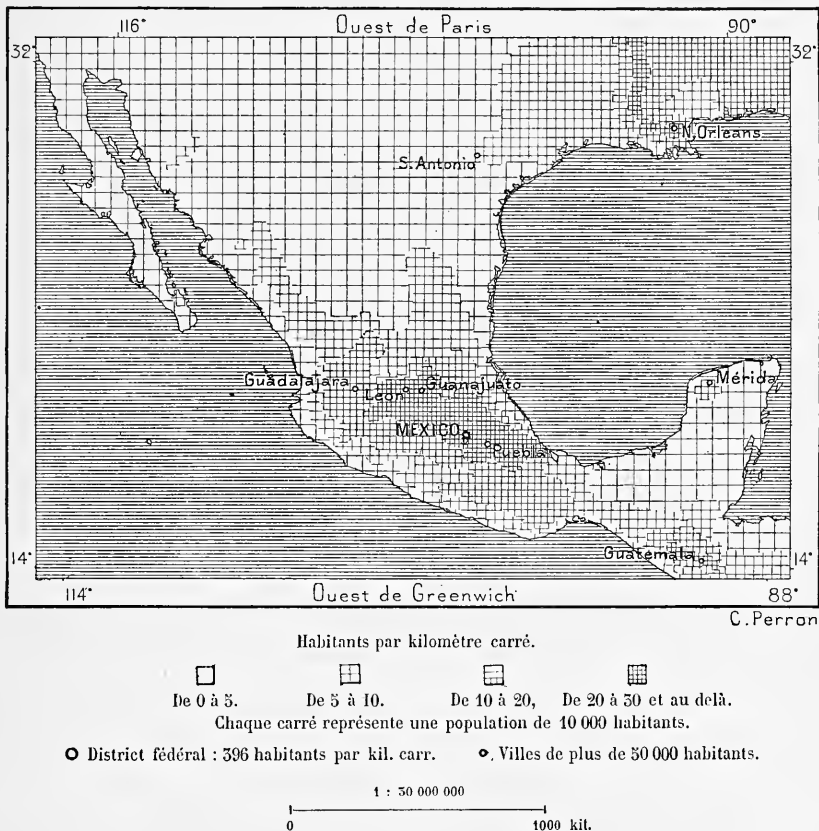 116° Ouest de Paris 90°
32° 32°
N. Orleans
S. Antonio
Guadalajara Leon Guanajuato Mérida
MEXICO
Puebla
Guatemala
14° 14°
114° Ouest de Greenwich 88°
C. Perron
Habitants par kilomètre carré.
De 0 à 5. De 5 à 10. De 10 à 20, De 20 à 30 et au delà.
Chaque carré représente une population de 10 000 habitants.
District fédéral : 396 habitants par kil. carr. Villes de plus de 50 000 habitants.
1 : 30 000 000
0 1000 kil.